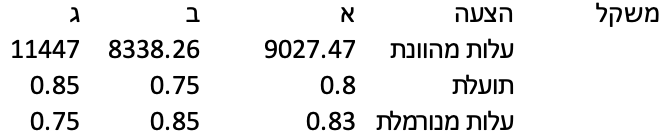 משקל הצעה א ב ג
עלות מהוונת 9027.47 8338.26 11447
תועלת 0.8 0.75 0.85
עלות מנורמלת 0.83 0.85 0.75